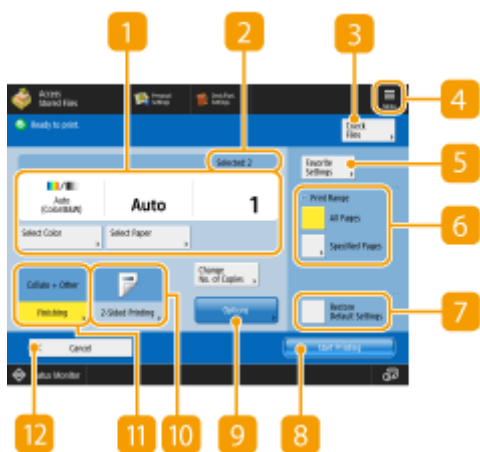 1
2
3
Access
Stored Files
Personal
Settings
4
Ready to print.
Check
Files
Selected: 2
Favorite
Settings
5
Auto
(Color/B&W)
Auto
1
Print Range
All Pages
6
Select Color
Select Paper
Specified Pages
Change
No. of Copies
Collate + Other
Finishing
2-Sided Printing
Options
Restore
Default Settings
7
Cancel
Start Printing
Status Monitor
12
11
10
9
8